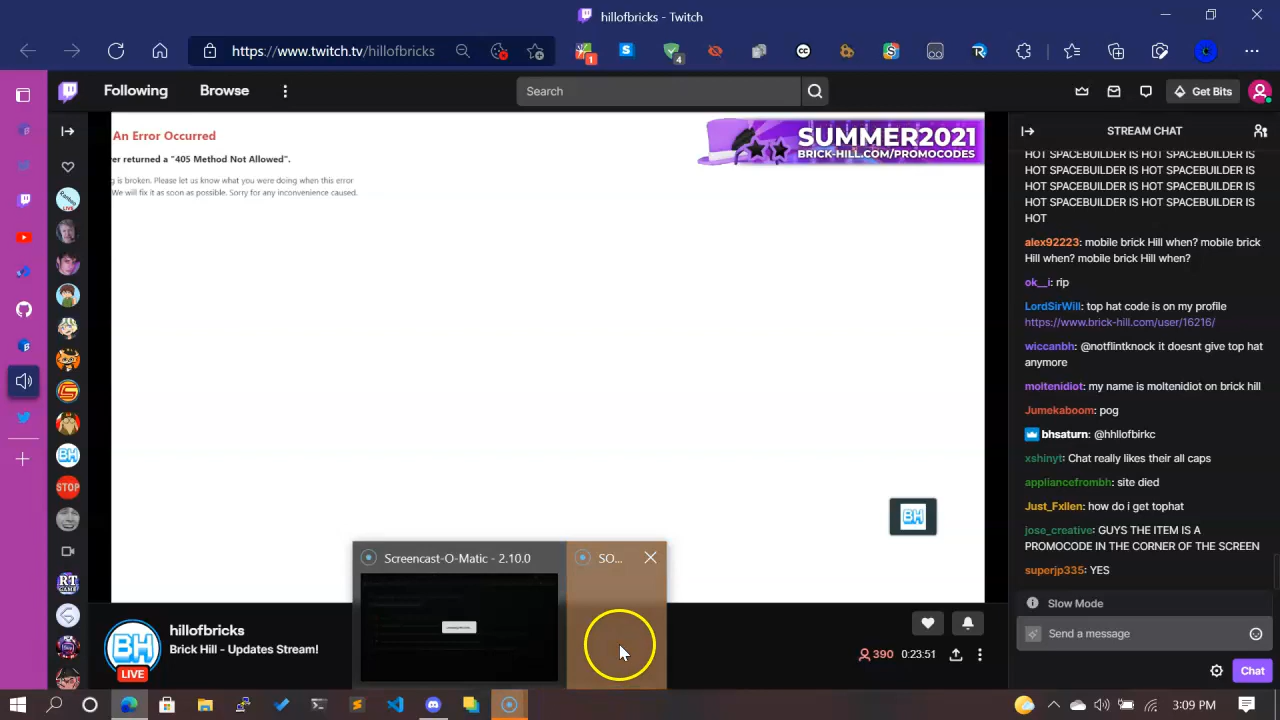 hillofbricks - Twitch
https://www.twitch.tv/hillofbricks
1
4
Following
Browse
Search
Get Bits
An Error Occurred
er returned a "405 Method Not Allowed".
g is broken. Please let us know what you were doing when this error
We will fix it as soon as possible. Sorry for any inconvenience caused.
SUMMER2021
BRICK-HILL.COM/PROMOCODES
STREAM CHAT
HOT SPACEBUILDER IS HOT SPACEBUILDER IS
HOT SPACEBUILDER IS HOT SPACEBUILDER IS
HOT SPACEBUILDER IS HOT SPACEBUILDER IS
HOT SPACEBUILDER IS HOT SPACEBUILDER IS
HOT
alex92223: mobile brick Hill when? mobile brick
Hill when? mobile brick Hill when?
ok__i: rip
LordSirWill: top hat code is on my profile
https://www.brick-hill.com/user/16216/
wiccanbh: @notflintknock it doesnt give top hat
anymore
moltenidiot: my name is moltenidiot on brick hill
Jumekaboom: pog
bhsaturn: @hhllofbirkc
xshinyt: Chat really likes their all caps
appliancefrombh: site died
Just_Fxllen: how do i get tophat
jose_creative: GUYS THE ITEM IS A
PROMOCODE IN THE CORNER OF THE SCREEN
superjp335: YES
Slow Mode
Send a message
Chat
BH
STOP
BH
Screencast-O-Matic - 2.10.0
SO...
BH
LIVE
hillofbricks
Brick Hill - Updates Stream!
390
0:23:51
3:09 PM